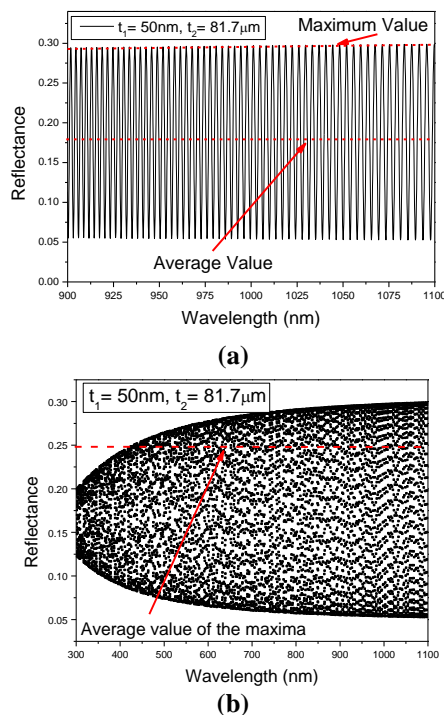 t₁= 50nm, t₂= 81.7μm
Maximum Value
0.30
0.25
0.20
0.15
0.10
0.05
0.00
Reflectance
Average Value
900 925 950 975 1000 1025 1050 1075 1100
Wavelength (nm)
(a)
t₁= 50nm, t₂= 81.7μm
0.30
0.25
0.20
0.15
0.10
0.05
Reflectance
Average value of the maxima
300 400 500 600 700 800 900 1000 1100
Wavelength (nm)
(b)